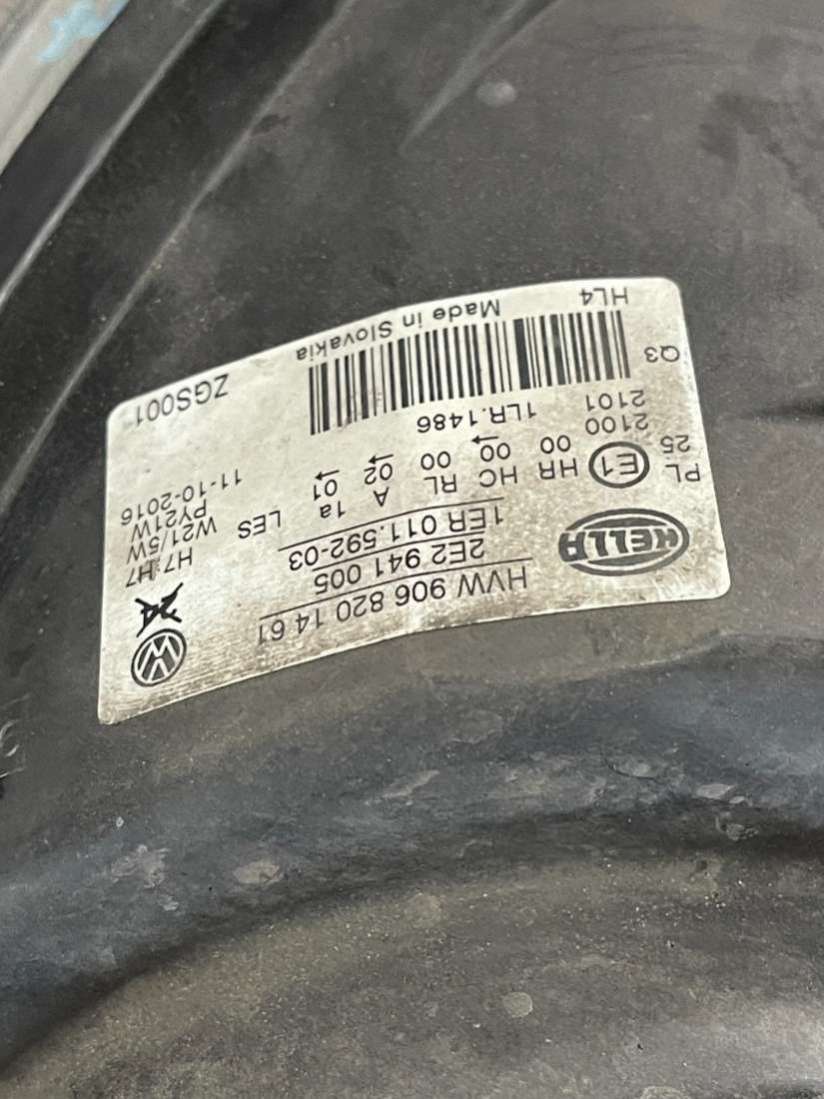 HVW 906 820 14 61
2E2 941 005
1ER 011.592-03
HELLA
E1 HR HC RL A 1a LES
00 00 00 02 01
PL
25
2100
2101
1LR.1486
Q3
HL4
Made in Slovakia
H7/H7
W21/5W
PY21W
11-10-2016
ZGS001